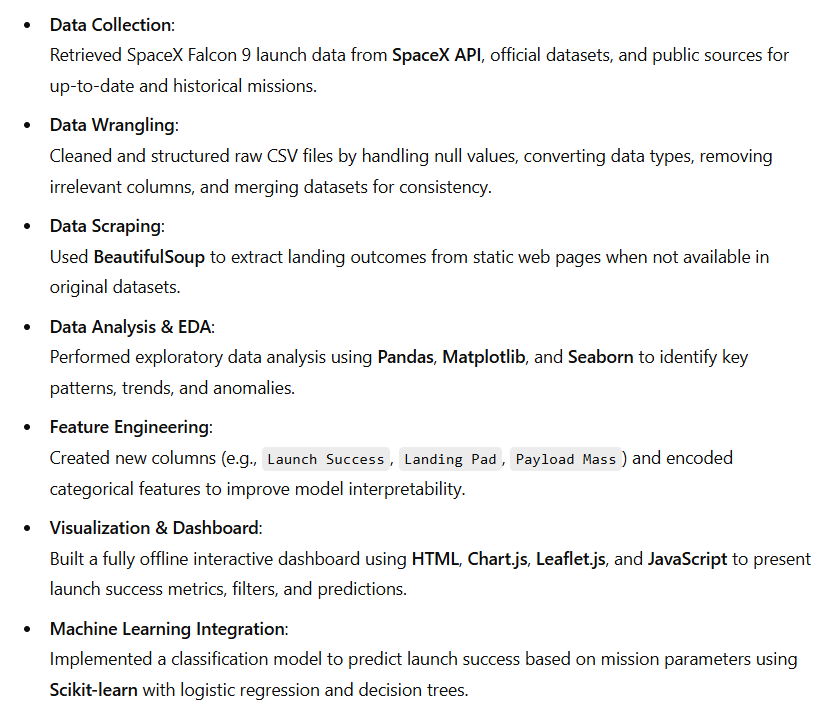 • Data Collection:
Retrieved SpaceX Falcon 9 launch data from SpaceX API, official datasets, and public sources for
up-to-date and historical missions.
• Data Wrangling:
Cleaned and structured raw CSV files by handling null values, converting data types, removing
irrelevant columns, and merging datasets for consistency.
• Data Scraping:
Used BeautifulSoup to extract landing outcomes from static web pages when not available in
original datasets.
• Data Analysis & EDA:
Performed exploratory data analysis using Pandas, Matplotlib, and Seaborn to identify key
patterns, trends, and anomalies.
• Feature Engineering:
Created new columns (e.g., Launch Success, Landing Pad, Payload Mass) and encoded
categorical features to improve model interpretability.
• Visualization & Dashboard:
Built a fully offline interactive dashboard using HTML, Chart.js, Leaflet.js, and JavaScript to present
launch success metrics, filters, and predictions.
• Machine Learning Integration:
Implemented a classification model to predict launch success based on mission parameters using
Scikit-learn with logistic regression and decision trees.